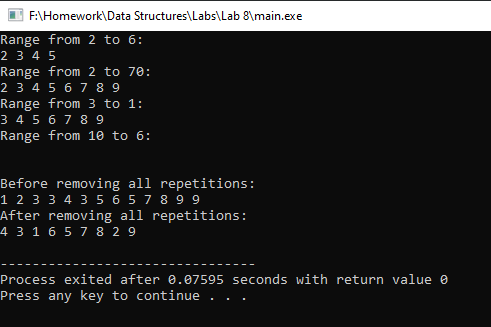 F:\Homework\Data Structures\Labs\Lab 8\main.exe
Range from 2 to 6:
2 3 4 5
Range from 2 to 70:
2 3 4 5 6 7 8 9
Range from 3 to 1:
3 4 5 6 7 8 9
Range from 10 to 6:
Before removing all repetitions:
1 2 3 3 4 3 5 6 5 7 8 9 9
After removing all repetitions:
4 3 1 6 5 7 8 2 9
--------------------------------
Process exited after 0.07595 seconds with return value 0
Press any key to continue . . .